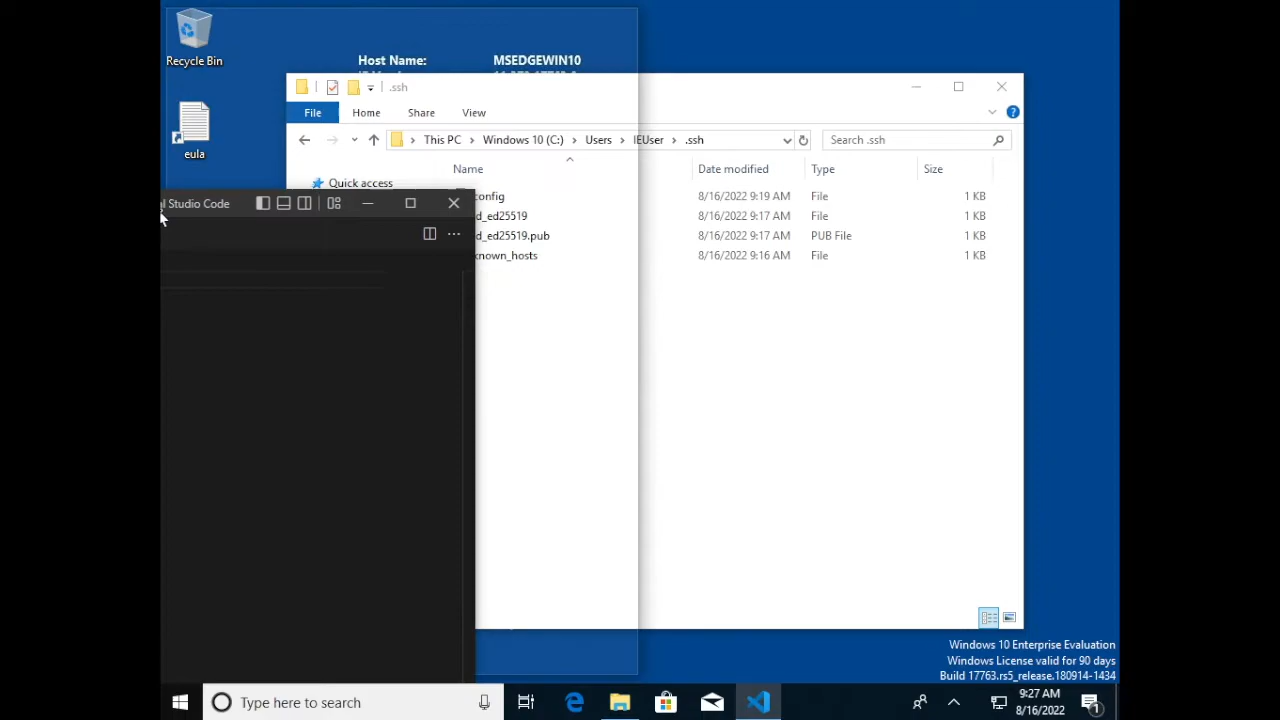 Recycle Bin
Host Name:
MSEDGEWIN10
.ssh
eula
File
Home
Share
View
This PC
Windows 10 (C:)
Users
IEUser
.ssh
Search .ssh
Name
Date modified
Type
Size
Quick access
config
8/16/2022 9:19 AM
File
1 KB
d_ed25519
8/16/2022 9:17 AM
File
1 KB
d_ed25519.pub
8/16/2022 9:17 AM
PUB File
1 KB
known_hosts
8/16/2022 9:16 AM
File
1 KB
Studio Code
Windows 10 Enterprise Evaluation
Windows License valid for 90 days
Build 17763.rs5_release.180914-1434
Type here to search
9:27 AM
8/16/2022
1